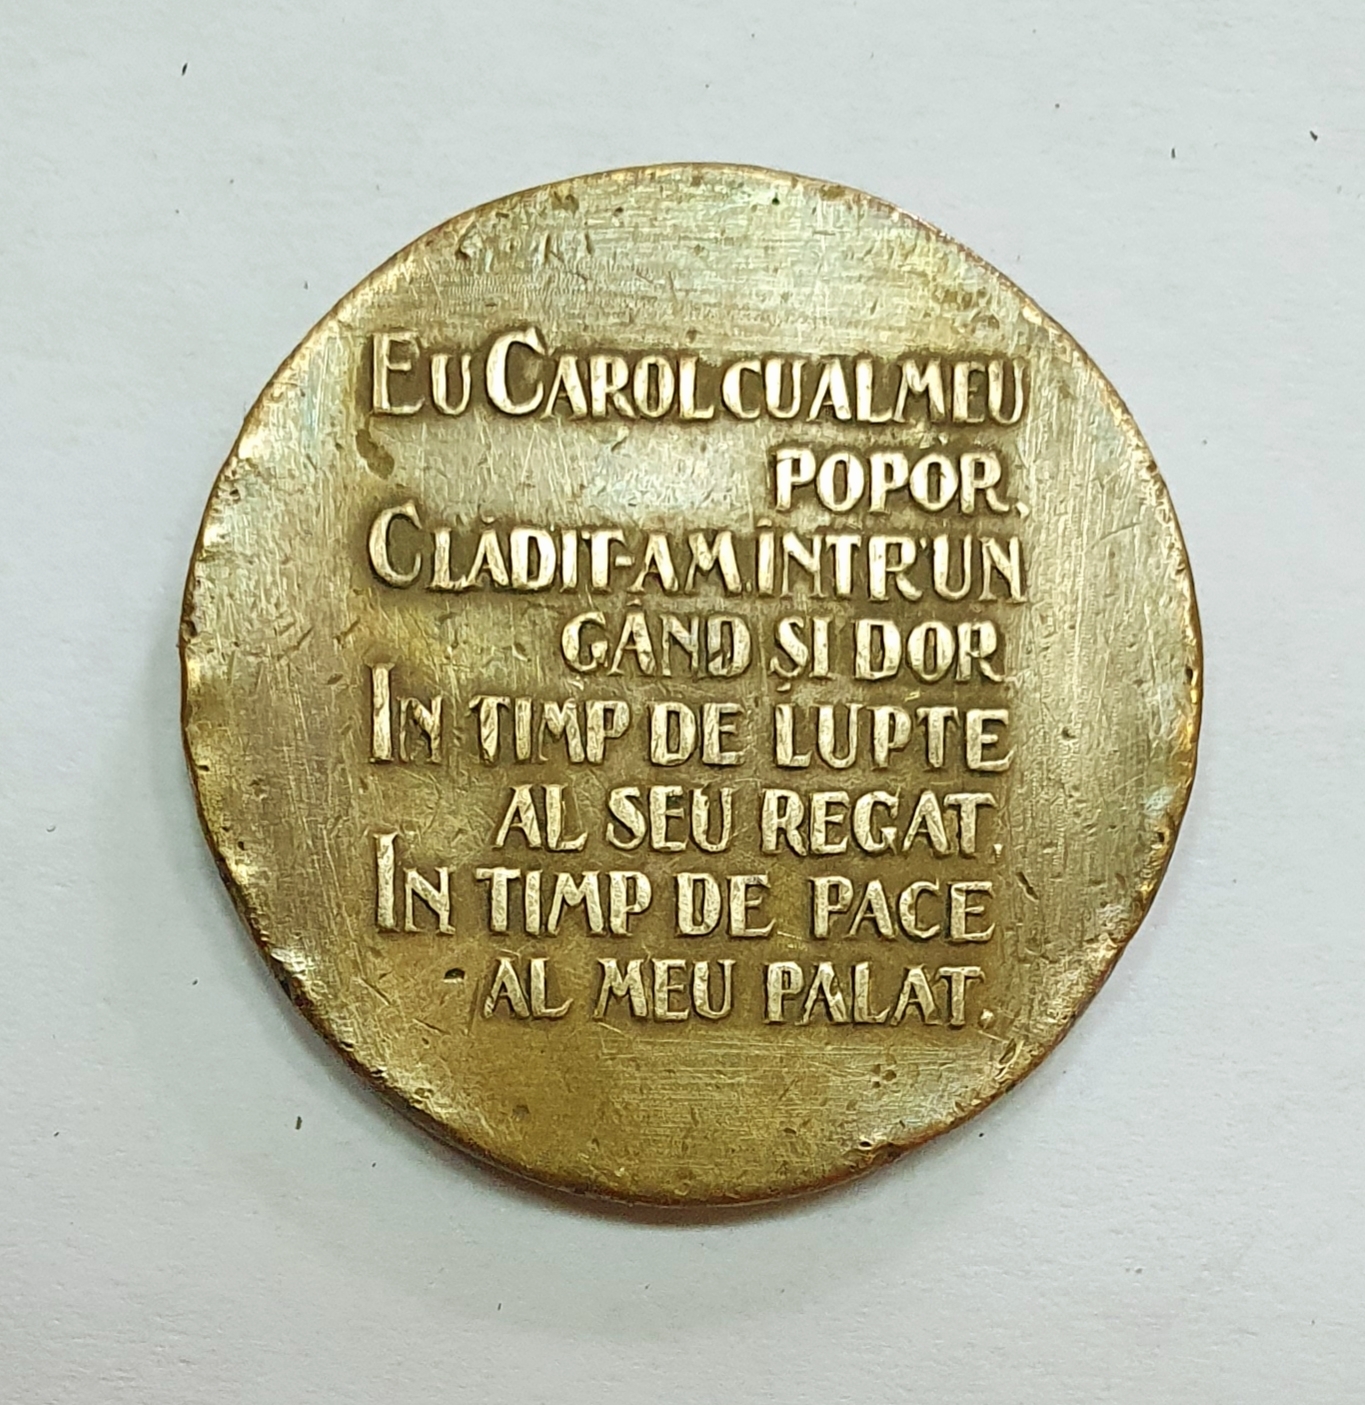 EU CAROL CU AL MEU
POPOR,
CLĂDIT-AM ÎNTR'UN
GÂND ȘI DOR
IN TIMP DE LUPTE
AL SEU REGAT,
IN TIMP DE PACE
AL MEU PALAT.